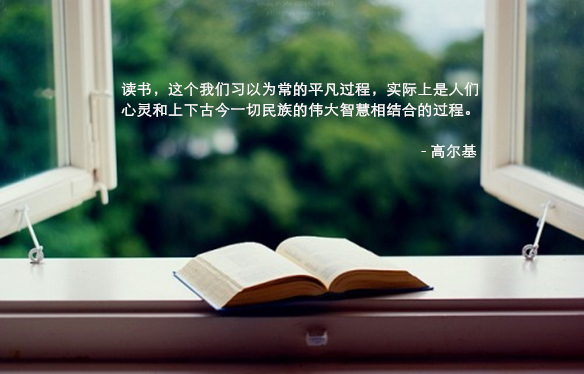 读书，这个我们习以为常的平凡过程，实际上是人们
心灵和上下古今一切民族的伟大智慧相结合的过程。
- 高尔基